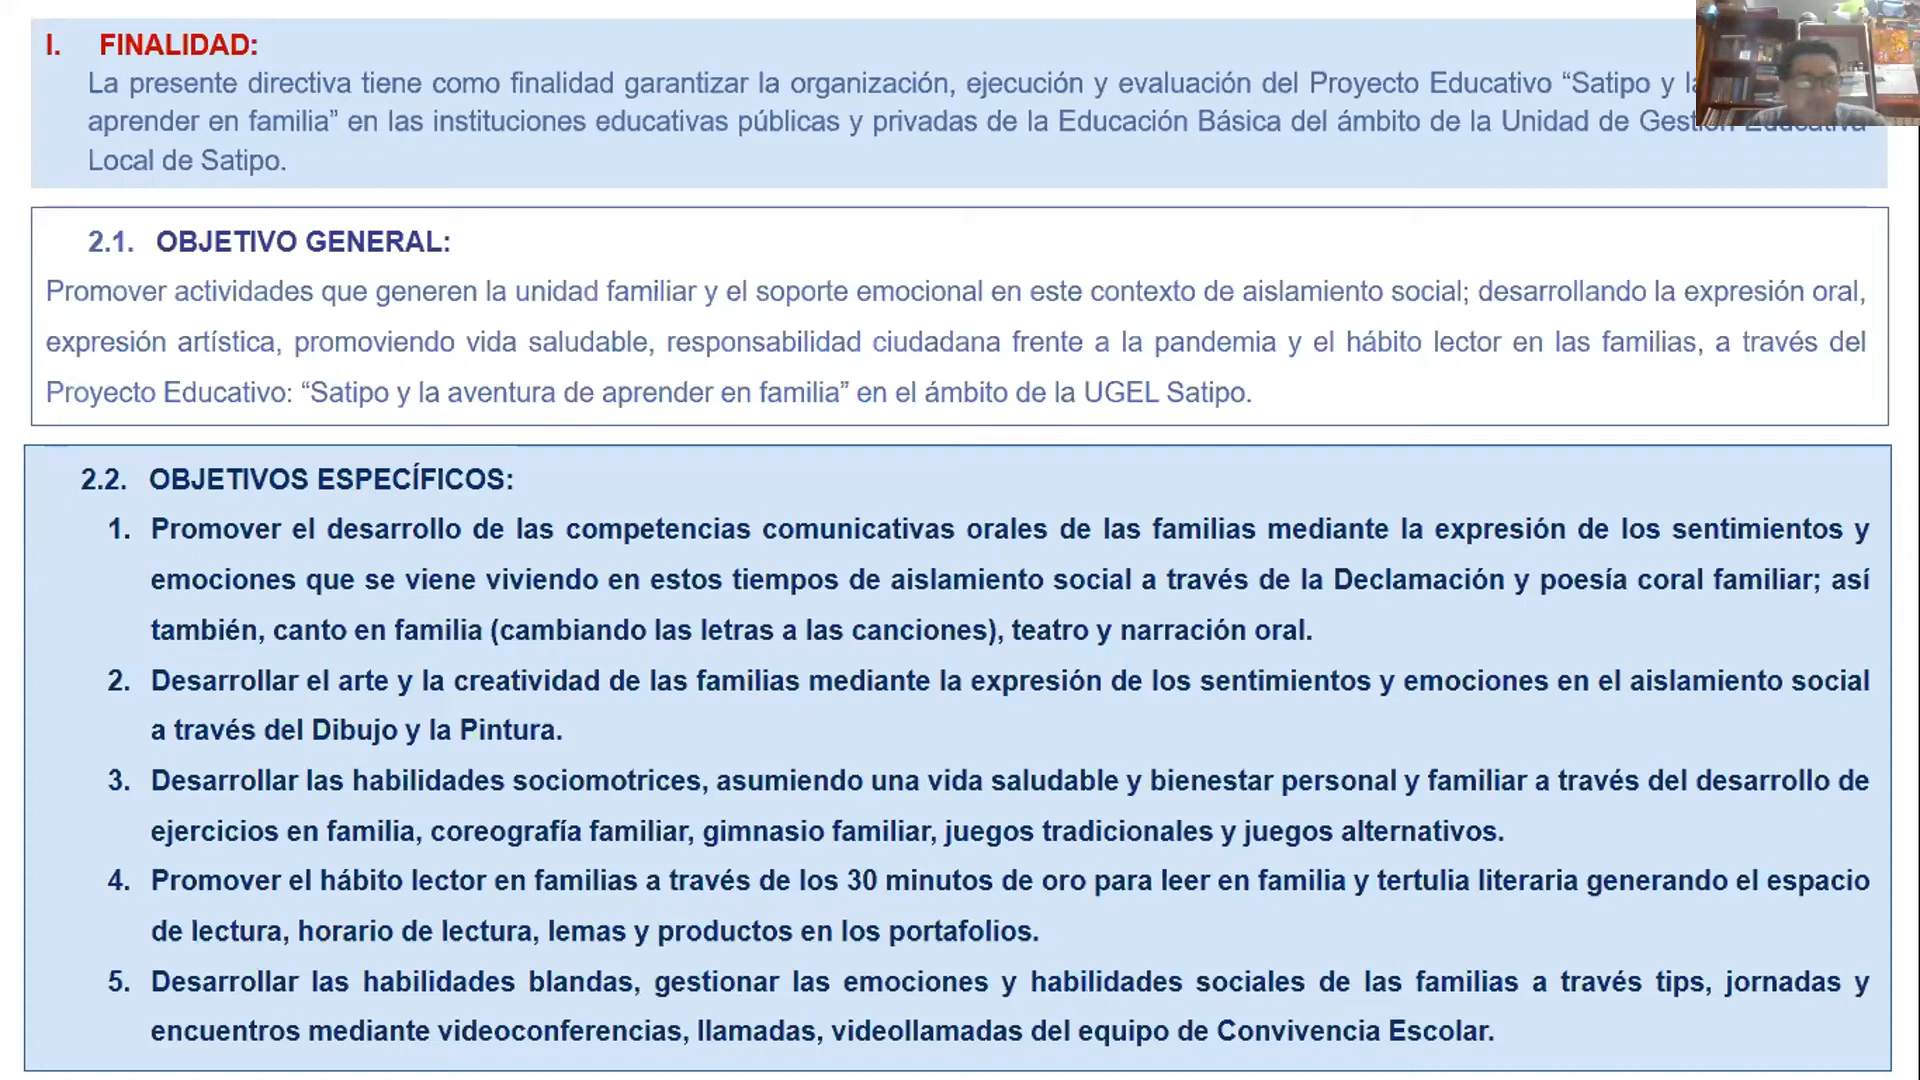 I. FINALIDAD:
La presente directiva tiene como finalidad garantizar la organización, ejecución y evaluación del Proyecto Educativo “Satipo y
aprender en familia” en las instituciones educativas públicas y privadas de la Educación Básica del ámbito de la Unidad de Gestión Educativa
Local de Satipo.
2.1. OBJETIVO GENERAL:
Promover actividades que generen la unidad familiar y el soporte emocional en este contexto de aislamiento social; desarrollando la expresión oral,
expresión artística, promoviendo vida saludable, responsabilidad ciudadana frente a la pandemia y el hábito lector en las familias, a través del
Proyecto Educativo: “Satipo y la aventura de aprender en familia” en el ámbito de la UGEL Satipo.
2.2. OBJETIVOS ESPECÍFICOS:
1. Promover el desarrollo de las competencias comunicativas orales de las familias mediante la expresión de los sentimientos y
emociones que se viene viviendo en estos tiempos de aislamiento social a través de la Declamación y poesía coral familiar; así
también, canto en familia (cambiando las letras a las canciones), teatro y narración oral.
2. Desarrollar el arte y la creatividad de las familias mediante la expresión de los sentimientos y emociones en el aislamiento social
a través del Dibujo y la Pintura.
3. Desarrollar las habilidades sociomotrices, asumiendo una vida saludable y bienestar personal y familiar a través del desarrollo de
ejercicios en familia, coreografía familiar, gimnasio familiar, juegos tradicionales y juegos alternativos.
4. Promover el hábito lector en familias a través de los 30 minutos de oro para leer en familia y tertulia literaria generando el espacio
de lectura, horario de lectura, lemas y productos en los portafolios.
5. Desarrollar las habilidades blandas, gestionar las emociones y habilidades sociales de las familias a través tips, jornadas y
encuentros mediante videoconferencias, llamadas, videollamadas del equipo de Convivencia Escolar.